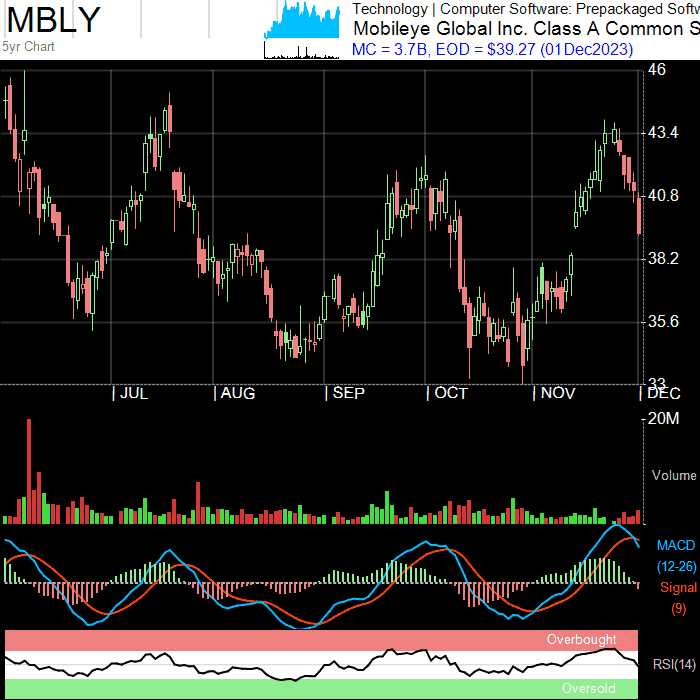 MBLY
5yr Chart
Technology | Computer Software: Prepackaged Softw
Mobileye Global Inc. Class A Common S
MC = 3.7B, EOD = $39.27 (01Dec2023)
46
43.4
40.8
38.2
35.6
33
| JUL | AUG | SEP | OCT | NOV | DEC
20M
Volume
MACD
(12-26)
Signal
(9)
Overbought
RSI(14)
Oversold